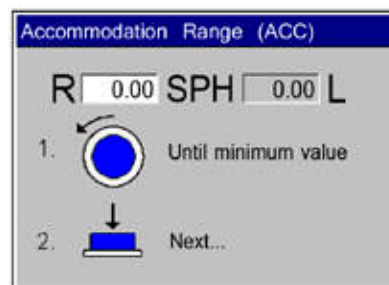 Accommodation Range (ACC)
R 0.00 SPH 0.00 L
1. Until minimum value
2. Next...